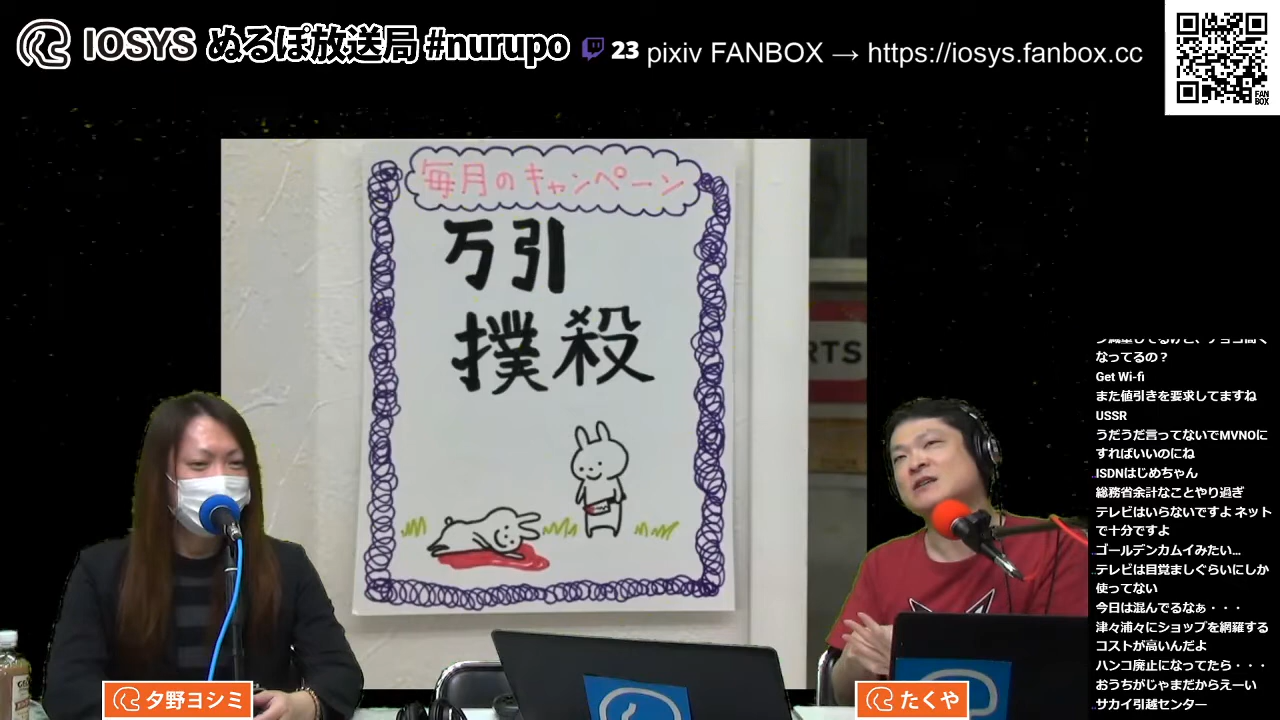 IOSYS ぬるぽ放送局 #nurupo 23 pixiv FANBOX → https://iosys.fanbox.cc
FAN
BOX
毎月のキャンペーン
万引
撲殺
RTS
なってるの？
Get Wi-fi
また値引きを要求してますね
USSR
うだうだ言ってないでMVNOに
すればいいのにね
ISDNはじめちゃん
総務省余計なことやり過ぎ
テレビはいらないですよ ネット
で十分ですよ
ゴールデンカムイみたい…
テレビは目覚ましぐらいにしか
使ってない
今日は混んでるなぁ・・・
津々浦々にショップを網羅する
コストが高いんだよ
ハンコ廃止になってたら・・・
おうちがじゃまだからえーい
サカイ引越センター
夕野ヨシミ
たくや